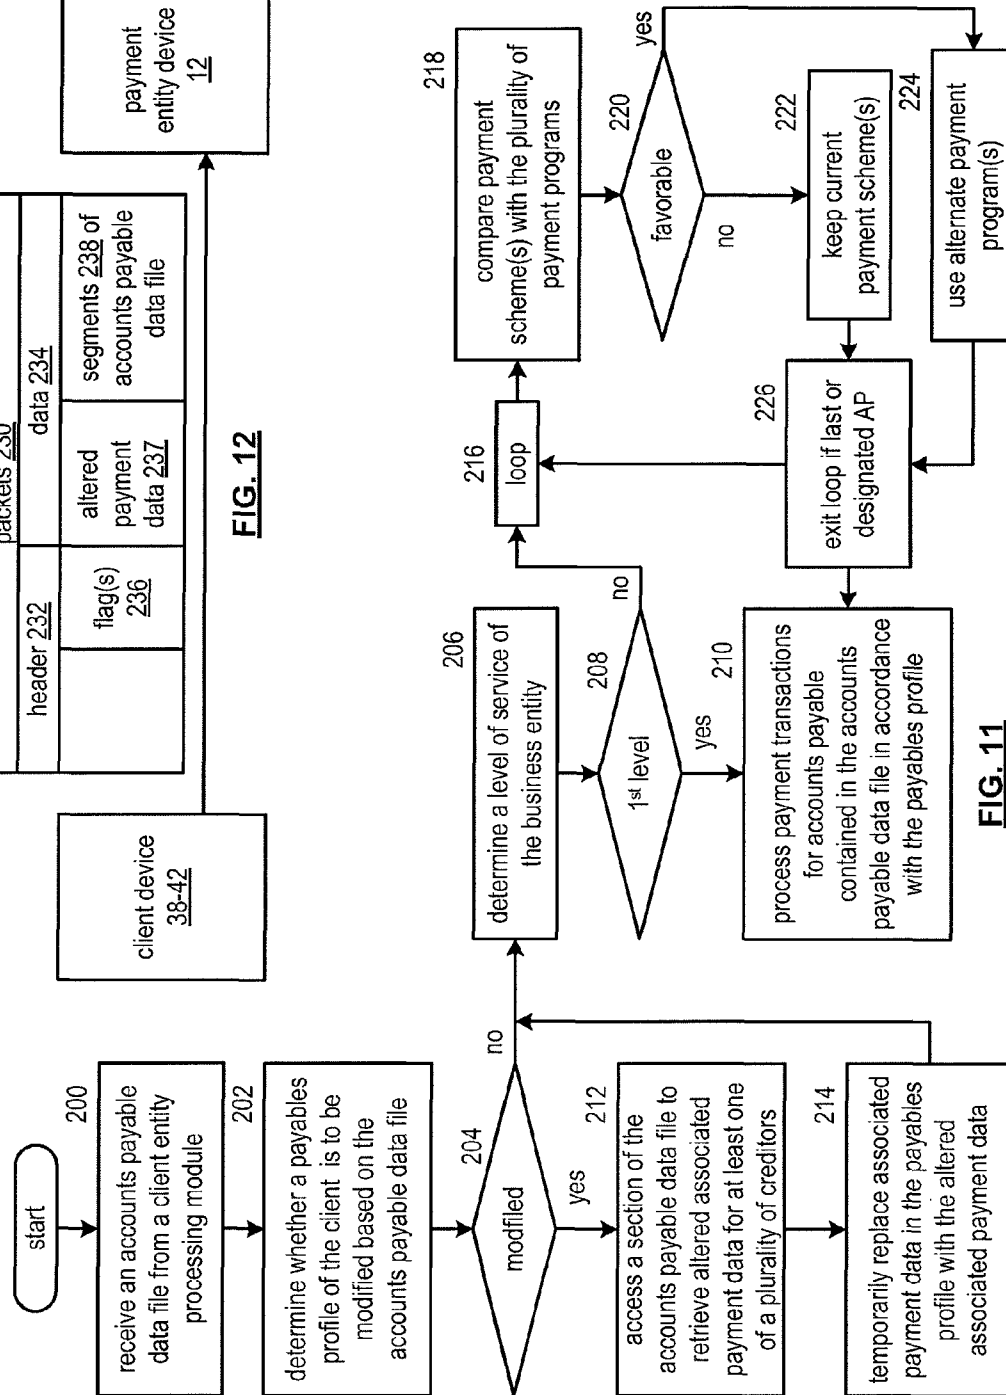 packets 230
header 232
data 234
flag(s)
236
altered
payment
data 237
segments 238 of
accounts payable
data file
client device
38-42
payment
entity device
12
FIG. 12
start
200
receive an accounts payable
data file from a client entity
processing module
202
determine whether a payables
profile of the client is to be
modified based on the
accounts payable data file
204
modified
no
yes
212
access a section of the
accounts payable data file to
retrieve altered associated
payment data for at least one
of a plurality of creditors
214
temporarily replace associated
payment data in the payables
profile with the altered
associated payment data
206
determine a level of service of
the business entity
208
1st level
no
yes
210
process payment transactions
for accounts payable
contained in the accounts
payable data file in accordance
with the payables profile
216
loop
218
compare payment
scheme(s) with the plurality of
payment programs
220
favorable
yes
no
222
keep current
payment scheme(s)
224
use alternate payment
program(s)
226
exit loop if last or
designated AP
FIG. 11